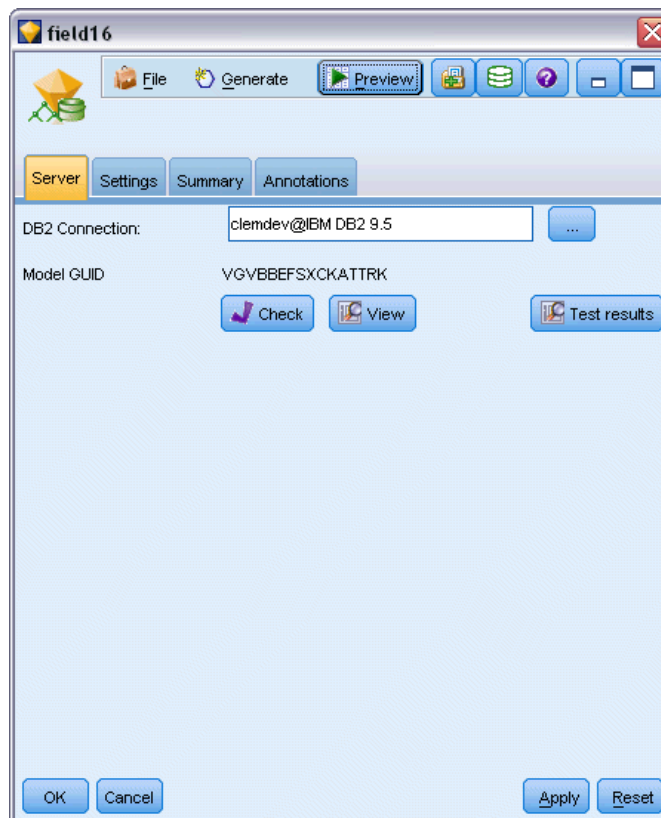 field16
File Generate Preview
Server Settings Summary Annotations
DB2 Connection: clemdev@IBM DB2 9.5 ...
Model GUID VGVBBEFSXCKATTRK
Check View Test results
OK Cancel Apply Reset